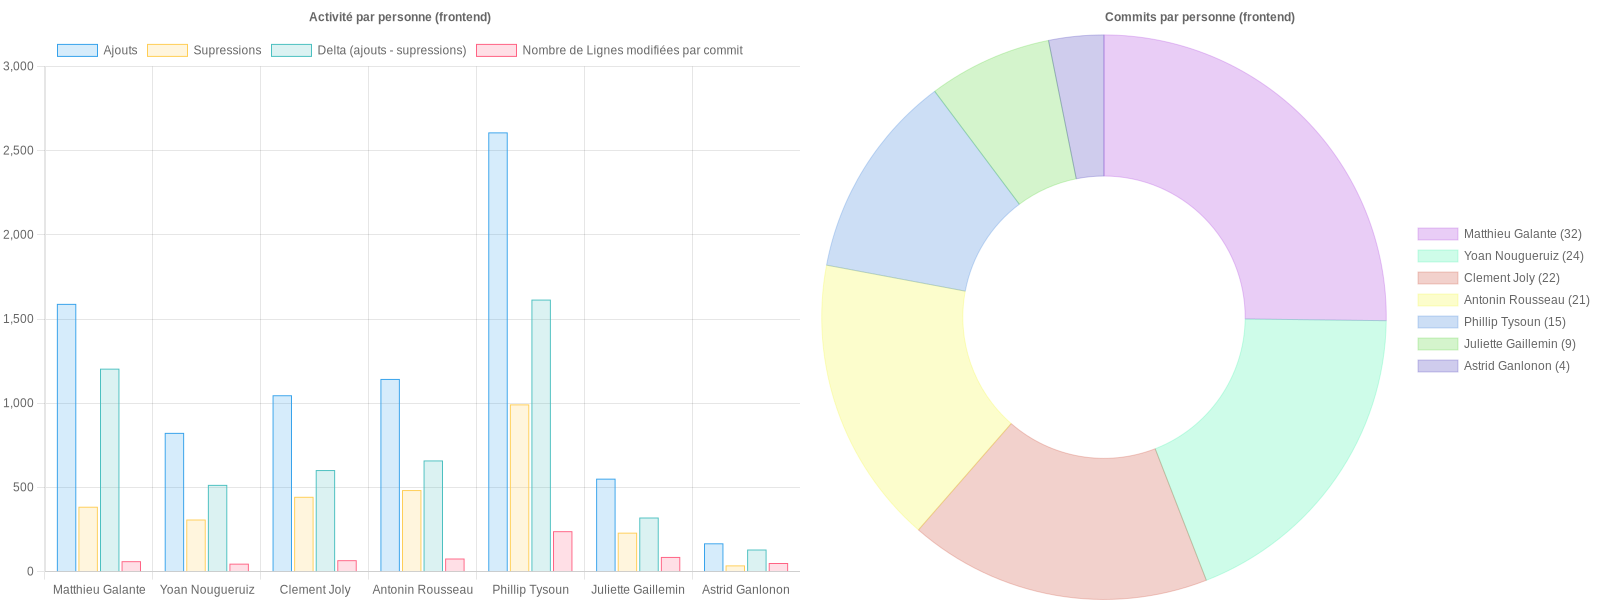 Activité par personne (frontend)
Ajouts Supressions Delta (ajouts - supressions) Nombre de Lignes modifiées par commit
3,000
2,500
2,000
1,500
1,000
500
0
Matthieu Galante Yoan Nougueruiz Clement Joly Antonin Rousseau Phillip Tysoun Juliette Gaillemin Astrid Ganlonon
Commits par personne (frontend)
Matthieu Galante (32)
Yoan Nougueruiz (24)
Clement Joly (22)
Antonin Rousseau (21)
Phillip Tysoun (15)
Juliette Gaillemin (9)
Astrid Ganlonon (4)